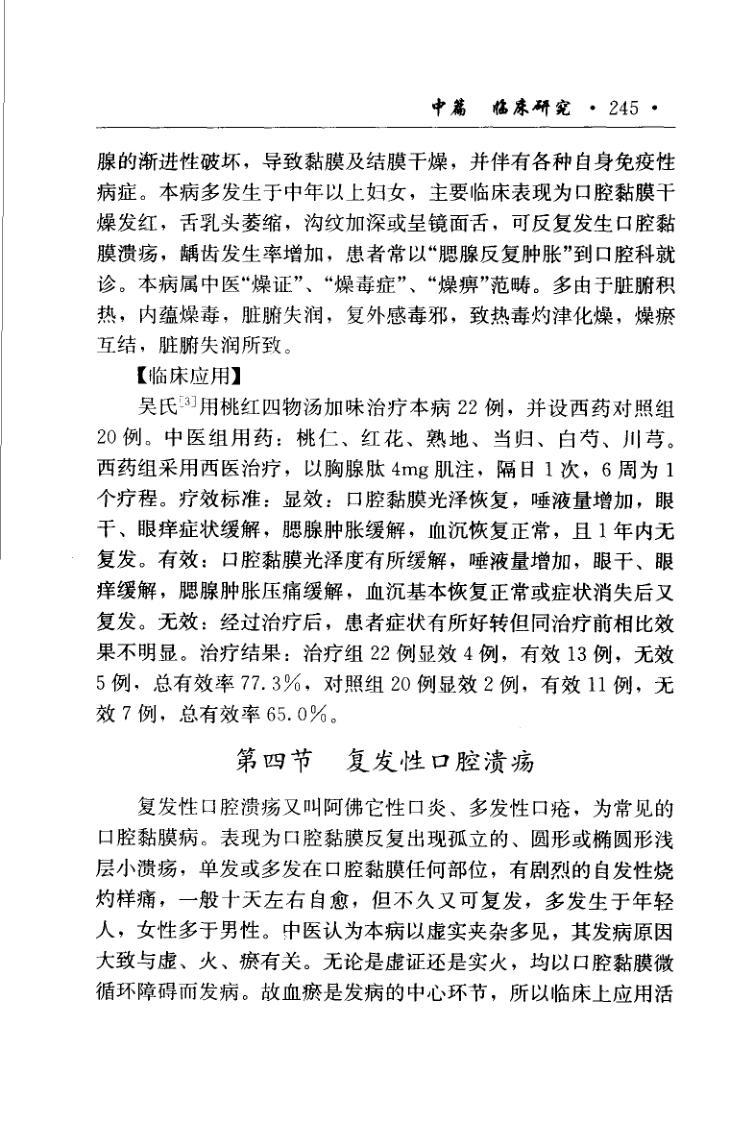 中篇 临床研究 · 245 ·
腺的渐进性破坏，导致黏膜及结膜干燥，并伴有各种自身免疫性
病症。本病多发生于中年以上妇女，主要临床表现为口腔黏膜干
燥发红，舌乳头萎缩，沟纹加深或呈镜面舌，可反复发生口腔黏
膜溃疡，龋齿发生率增加，患者常以“腮腺反复肿胀”到口腔科就
诊。本病属中医“燥证”、“燥毒症”、“燥痹”范畴。多由于脏腑积
热，内蕴燥毒，脏腑失润，复外感毒邪，致热毒灼津化燥，燥瘀
互结，脏腑失润所致。
【临床应用】
吴氏[3]用桃红四物汤加味治疗本病 22 例，并设西药对照组
20 例。中医组用药：桃仁、红花、熟地、当归、白芍、川芎。
西药组采用西医治疗，以胸腺肽 4mg 肌注，隔日 1 次，6 周为 1
个疗程。疗效标准：显效：口腔黏膜光泽恢复，唾液量增加，眼
干、眼痒症状缓解，腮腺肿胀缓解，血沉恢复正常，且 1 年内无
复发。有效：口腔黏膜光泽度有所缓解，唾液量增加，眼干、眼
痒缓解，腮腺肿胀压痛缓解，血沉基本恢复正常或症状消失后又
复发。无效：经过治疗后，患者症状有所好转但同治疗前相比效
果不明显。治疗结果：治疗组 22 例显效 4 例，有效 13 例，无效
5 例，总有效率 77.3%，对照组 20 例显效 2 例，有效 11 例，无
效 7 例，总有效率 65.0%。
第四节 复发性口腔溃疡
复发性口腔溃疡又叫阿佛它性口炎、多发性口疮，为常见的
口腔黏膜病。表现为口腔黏膜反复出现孤立的、圆形或椭圆形浅
层小溃疡，单发或多发在口腔黏膜任何部位，有剧烈的自发性烧
灼样痛，一般十天左右自愈，但不久又可复发，多发生于年轻
人，女性多于男性。中医认为本病以虚实夹杂多见，其发病原因
大致与虚、火、瘀有关。无论是虚证还是实火，均以口腔黏膜微
循环障碍而发病。故血瘀是发病的中心环节，所以临床上应用活